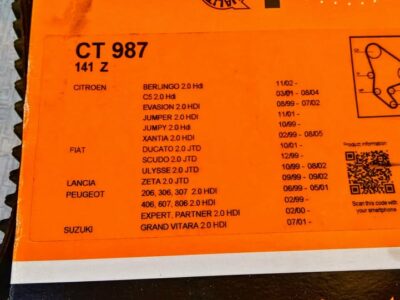 CT 987
141 Z
CITROEN BERLINGO 2.0 Hdi 11/02 -
C5 2.0 Hdi 03/01 - 08/04
EVASION 2.0 HDI 08/99 - 07/02
JUMPER 2.0 HDI 11/01 -
JUMPY 2.0 Hdi 10/99 -
XANTIA 2.0 HDI 02/99 - 08/05
FIAT DUCATO 2.0 JTD 10/01 -
SCUDO 2.0 JTD 12/99 -
ULYSSE 2.0 JTD 10/99 - 08/02
LANCIA ZETA 2.0 JTD 09/99 - 09/02
PEUGEOT 206, 306, 307 2.0 HDI 06/99 - 05/01
406, 607, 806 2.0 HDI 02/99 -
EXPERT, PARTNER 2.0 HDI 02/00 -
SUZUKI GRAND VITARA 2.0 HDI 07/01 -
Product information
Scan this code with
your smartphone